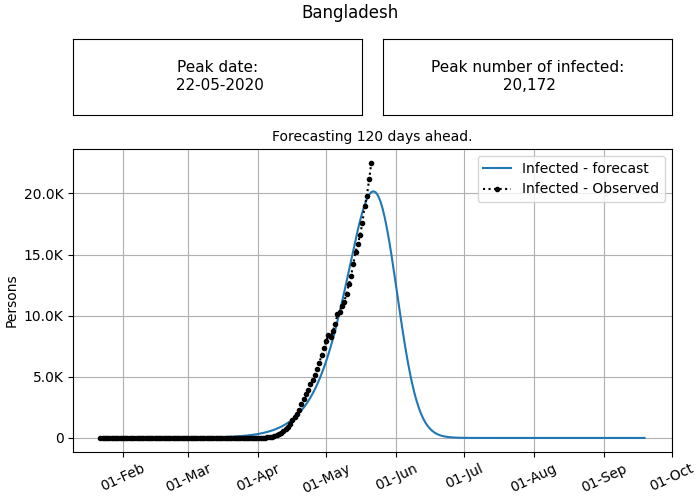 Bangladesh
Peak date:
22-05-2020
Peak number of infected:
20,172
Forecasting 120 days ahead.
Infected - forecast
Infected - Observed
20.0K
15.0K
10.0K
5.0K
0
Persons
01-Feb
01-Mar
01-Apr
01-May
01-Jun
01-Jul
01-Aug
01-Sep
01-Oct